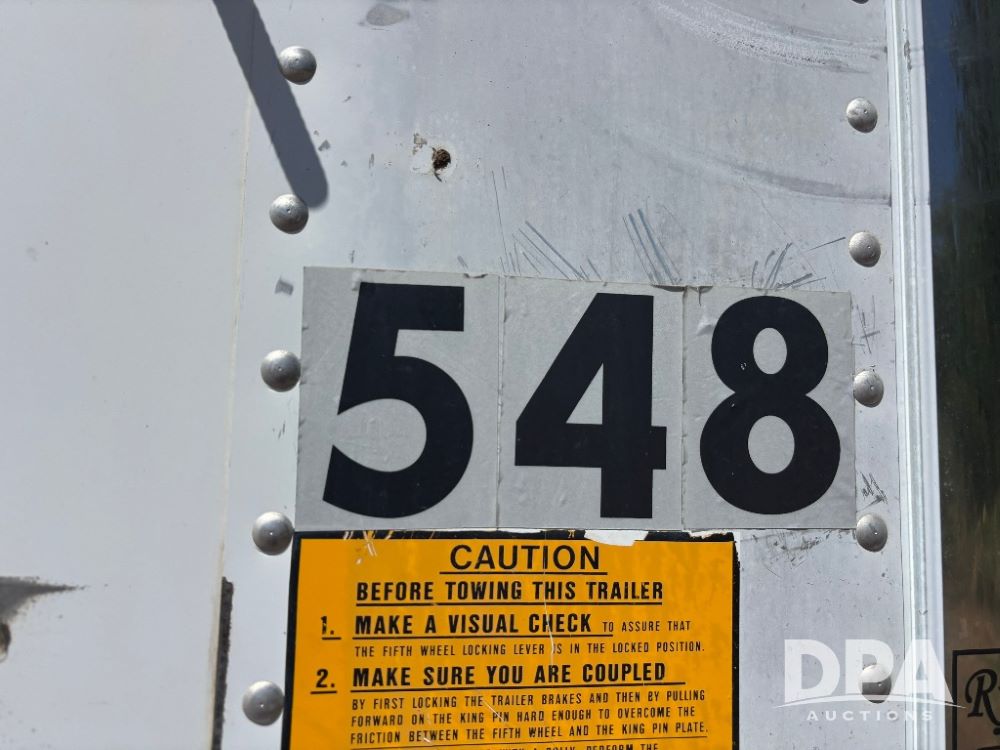 548
CAUTION
BEFORE TOWING THIS TRAILER
1. MAKE A VISUAL CHECK TO ASSURE THAT
THE FIFTH WHEEL LOCKING LEVER IS IN THE LOCKED POSITION.
2. MAKE SURE YOU ARE COUPLED
BY FIRST LOCKING THE TRAILER BRAKES AND THEN BY PULLING
FORWARD ON THE KING PIN HARD ENOUGH TO OVERCOME THE
FRICTION BETWEEN THE FIFTH WHEEL AND THE KING PIN PLATE.
DOLLY, PERFORM THE
DPA
AUCTIONS
R